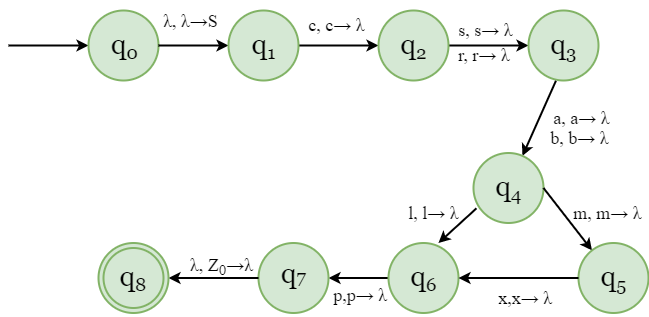 q0
λ, λ→S
q1
c, c→ λ
q2
s, s→ λ
r, r→ λ
q3
a, a→ λ
b, b→ λ
q4
l, l→ λ
m, m→ λ
q8
λ, Z0→λ
q7
p,p→ λ
q6
x,x→ λ
q5